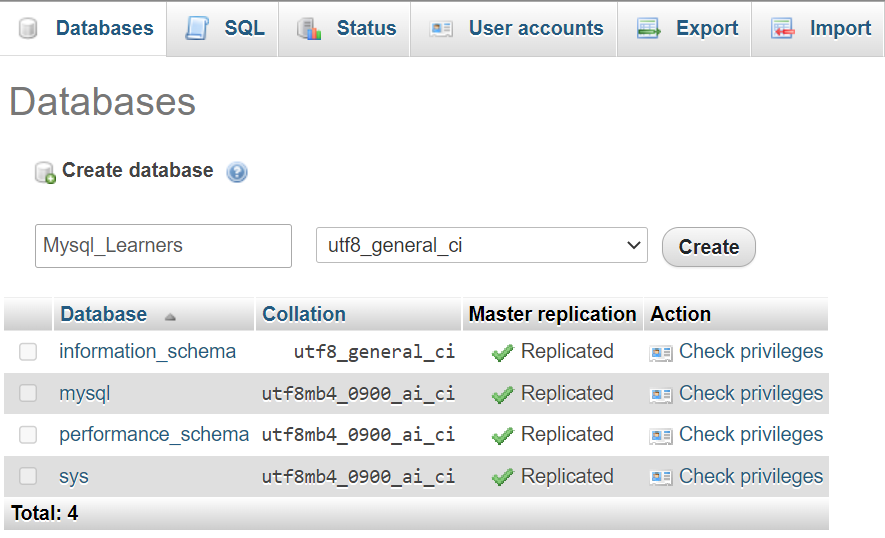 Databases SQL Status User accounts Export Import
Databases
Create database
Mysql_Learners utf8_general_ci Create
Database Collation Master replication Action
information_schema utf8_general_ci Replicated Check privileges
mysql utf8mb4_0900_ai_ci Replicated Check privileges
performance_schema utf8mb4_0900_ai_ci Replicated Check privileges
sys utf8mb4_0900_ai_ci Replicated Check privileges
Total: 4